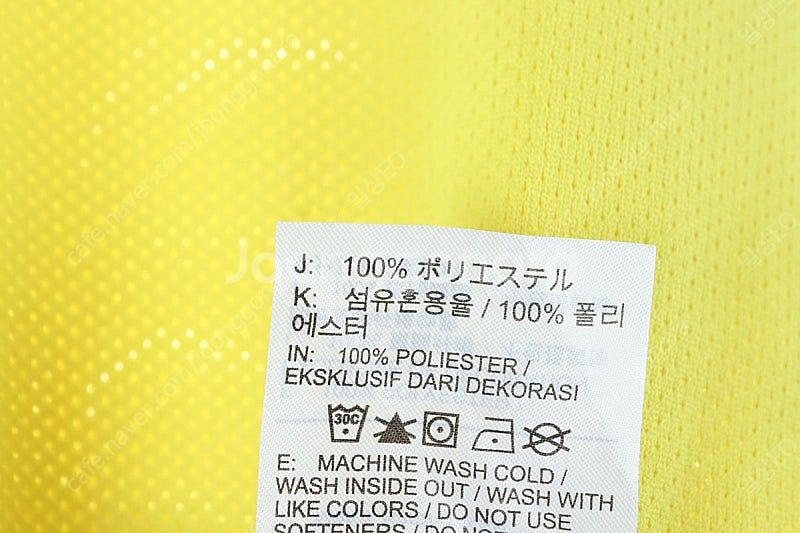 J: 100% ポリエステル
K: 섬유혼용율 / 100% 폴리
에스터
IN: 100% POLIESTER /
EKSKLUSIF DARI DEKORASI
30C
E: MACHINE WASH COLD /
WASH INSIDE OUT / WASH WITH
LIKE COLORS / DO NOT USE
SOFTENERS / DO NOT